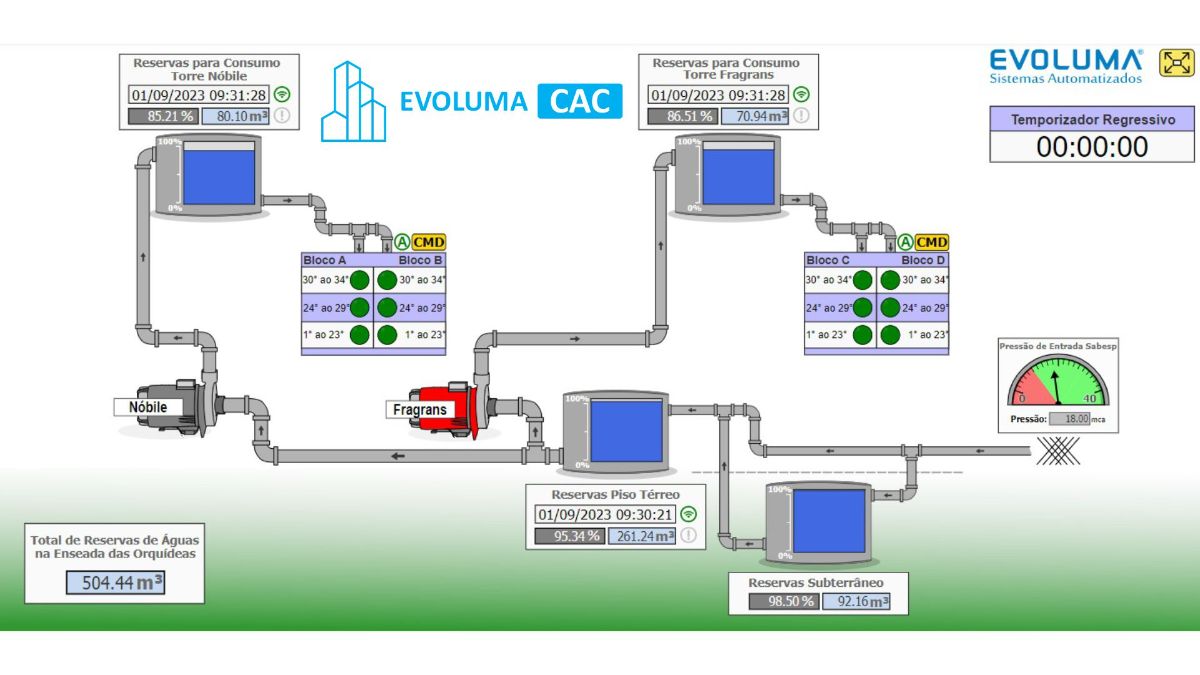 Reservas para Consumo
Torre Nóbile
01/09/2023 09:31:28
85.21 %
80.10 m³
EVOLUMA CAC
Reservas para Consumo
Torre Fragrans
01/09/2023 09:31:28
86.51 %
70.94 m³
EVOLUMA®
Sistemas Automatizados
Temporizador Regressivo
00:00:00
100%
0%
100%
0%
A CMD
Bloco A Bloco B
30° ao 34° 30° ao 34°
24° ao 29° 24° ao 29°
1° ao 23° 1° ao 23°
A CMD
Bloco C Bloco D
30° ao 34° 30° ao 34°
24° ao 29° 24° ao 29°
1° ao 23° 1° ao 23°
Pressão de Entrada Sabesp
0 40
Pressão: 18.00 mca
Nóbile
Fragrans
100%
0%
Reservas Piso Térreo
01/09/2023 09:30:21
95.34 %
261.24 m³
100%
0%
Reservas Subterrâneo
98.50 %
92.16 m³
Total de Reservas de Águas
na Enseada das Orquídeas
504.44 m³